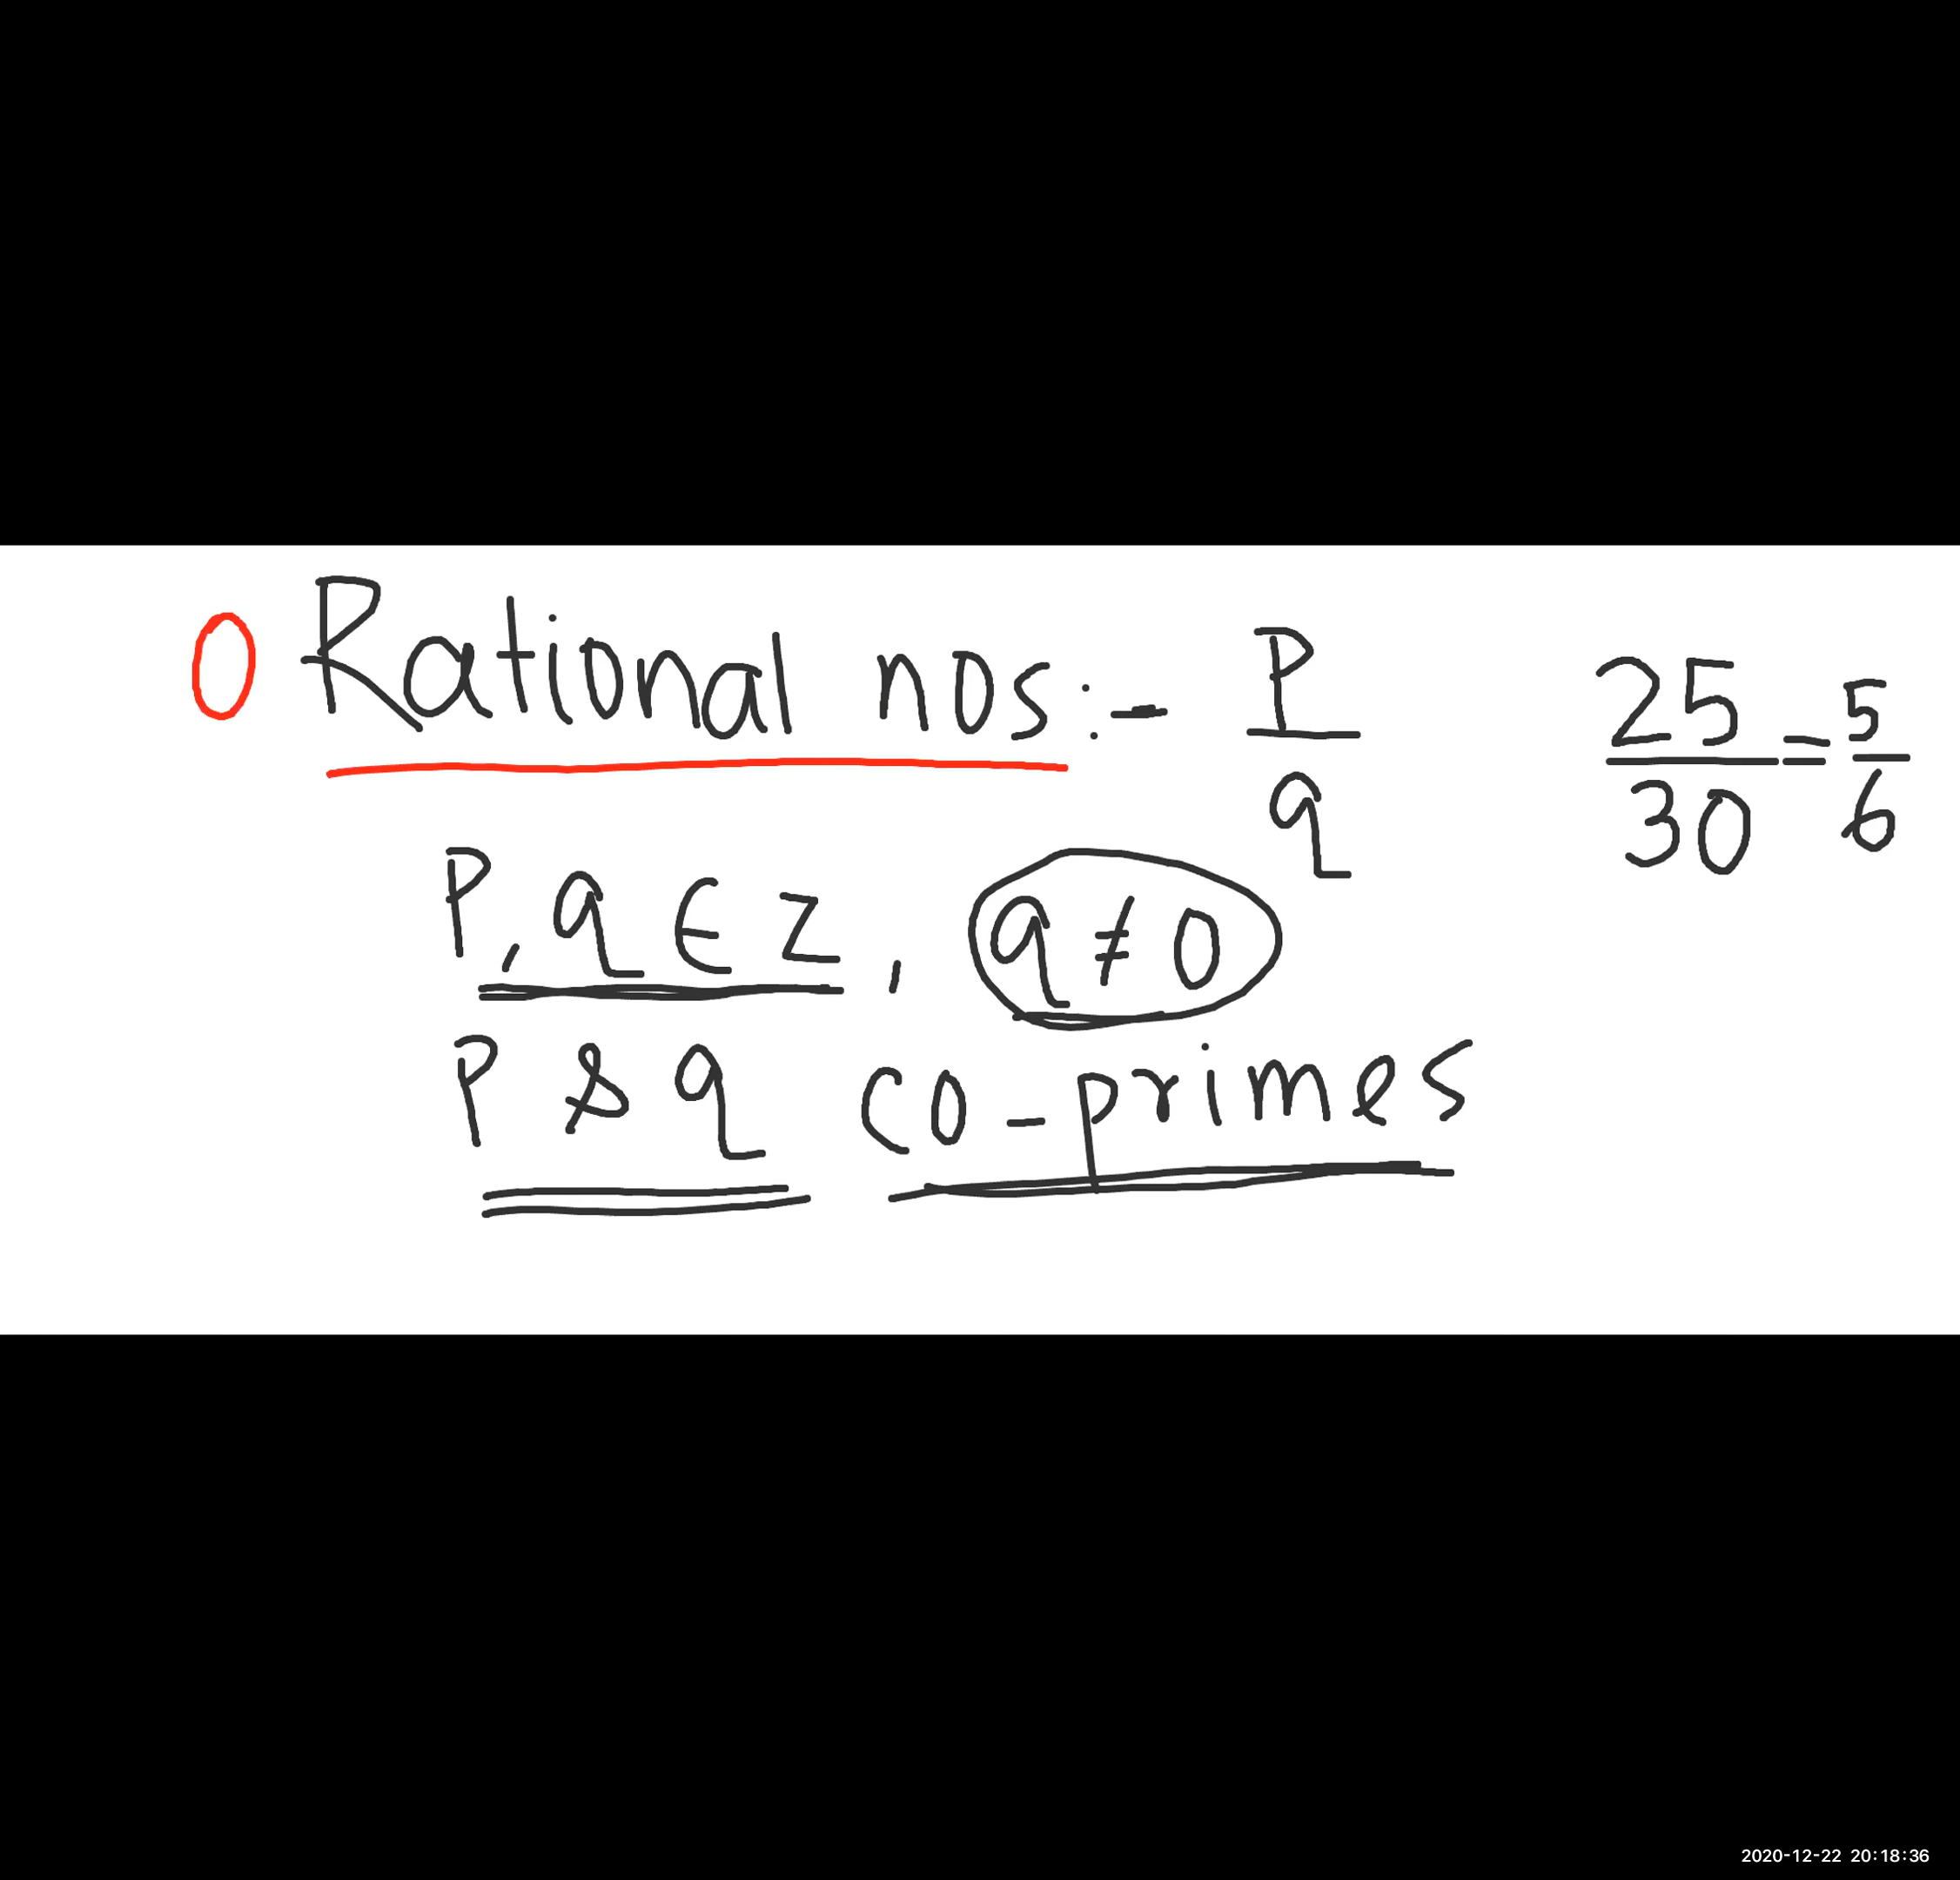 O Rational nos:- P/q 25/30 = 5/6
P, q ∈ Z, q ≠ 0
P & q co-primes
2020-12-22 20:18:36